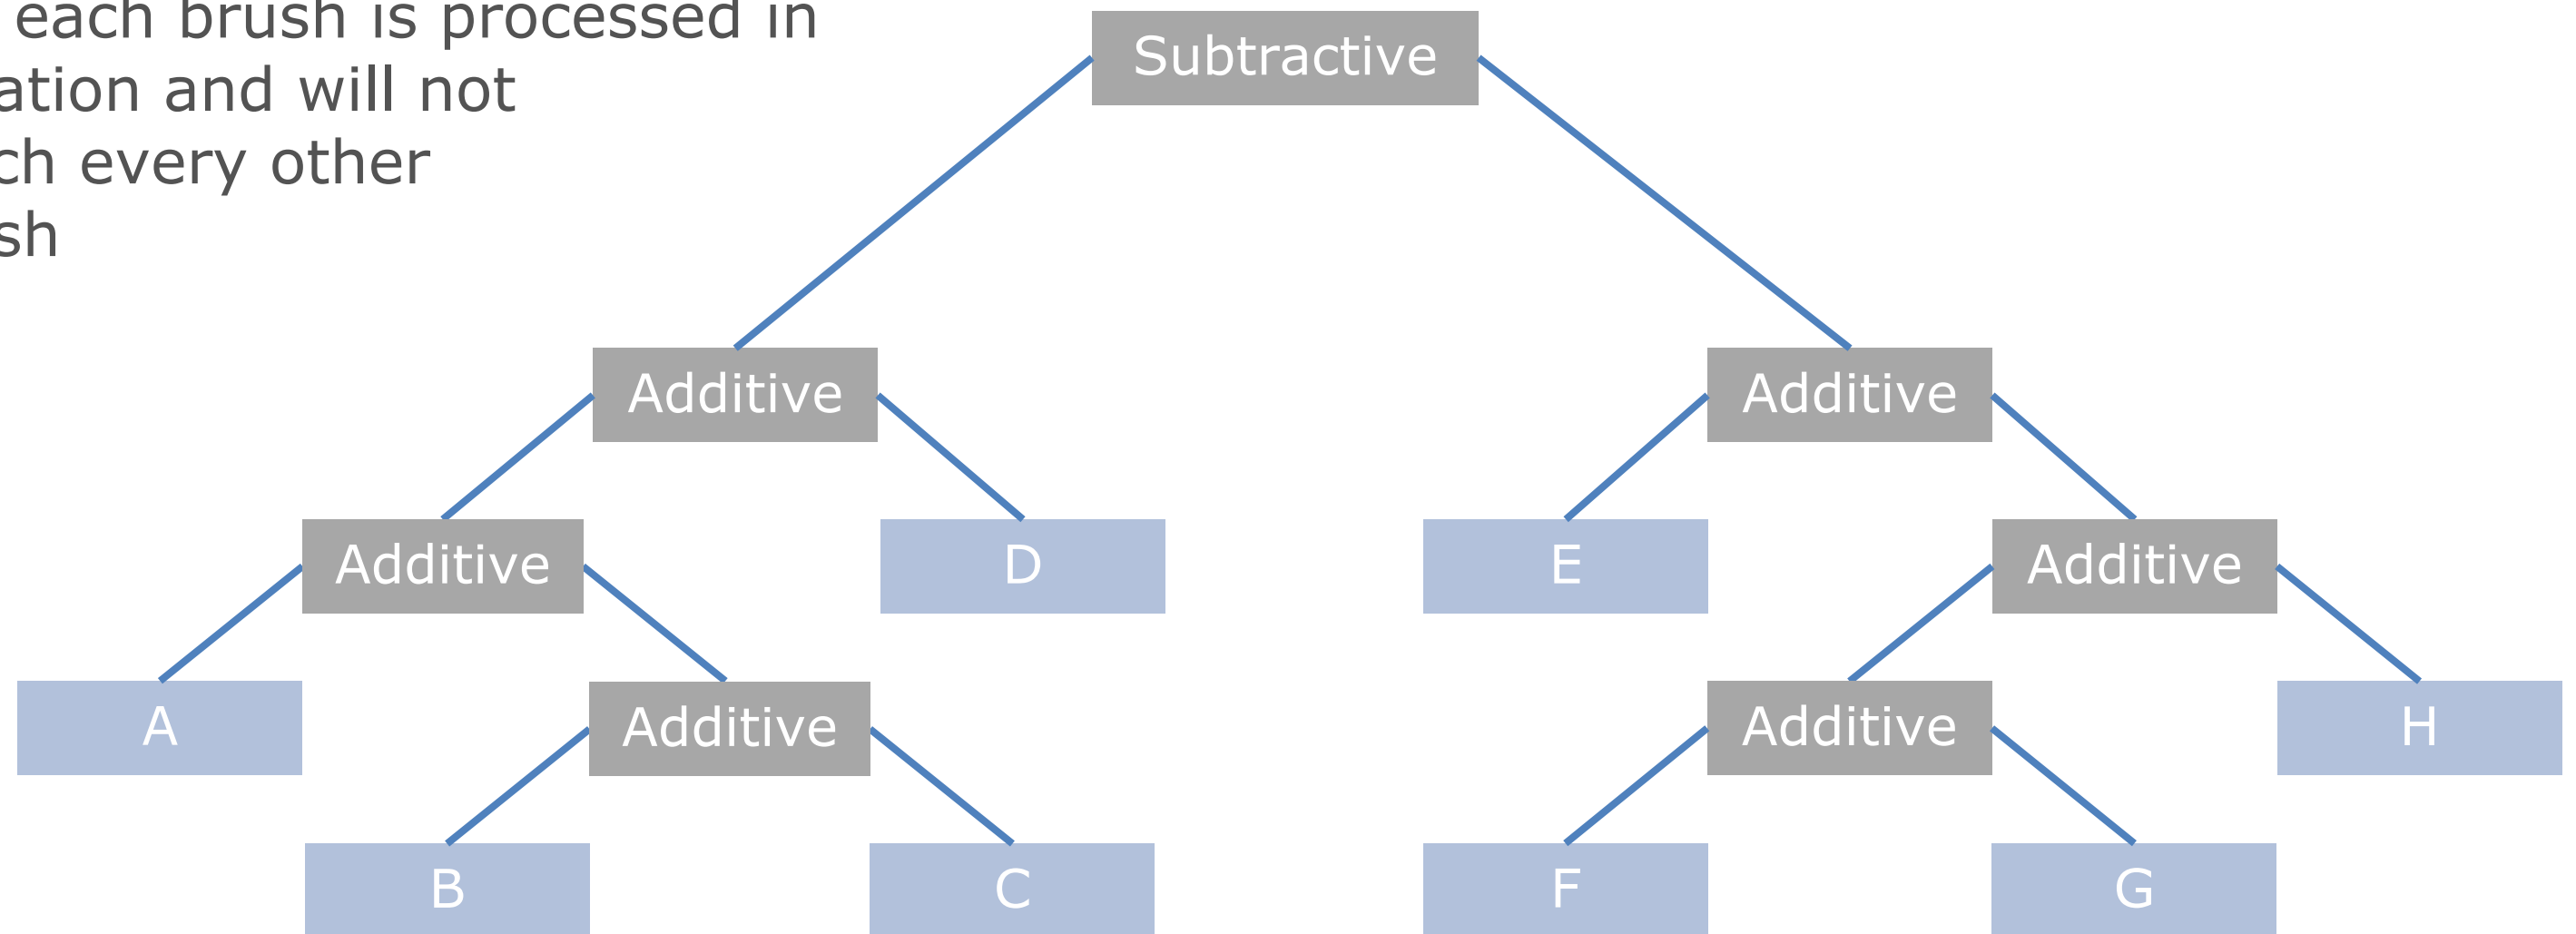 each brush is processed in
ation and will not
ch every other
sh
Subtractive
Additive
Additive
Additive
D
E
Additive
A
Additive
Additive
H
B
C
F
G